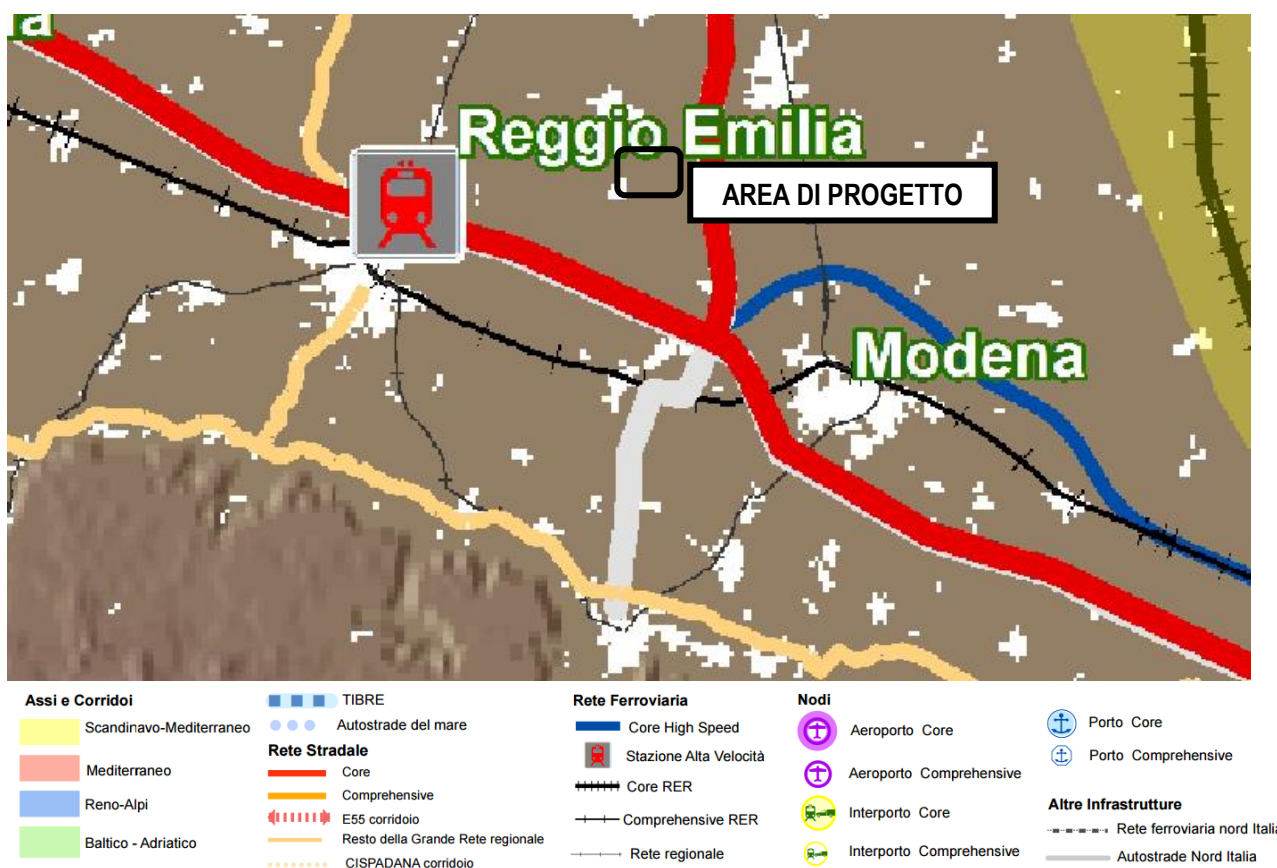 a
Reggio Emilia
AREA DI PROGETTO
Modena
Assi e Corridoi
Scandinavo-Mediterraneo
Mediterraneo
Reno-Alpi
Baltico - Adriatico
TIBRE
Autostrade del mare
Rete Stradale
Core
Comprehensive
E55 corridoio
Resto della Grande Rete regionale
CISPADANA corridoio
Rete Ferroviaria
Core High Speed
Stazione Alta Velocità
Core RER
Comprehensive RER
Rete regionale
Nodi
Aeroporto Core
Aeroporto Comprehensive
Interporto Core
Interporto Comprehensive
Porto Core
Porto Comprehensive
Altre Infrastrutture
Rete ferroviaria nord Italia
Autostrade Nord Italia